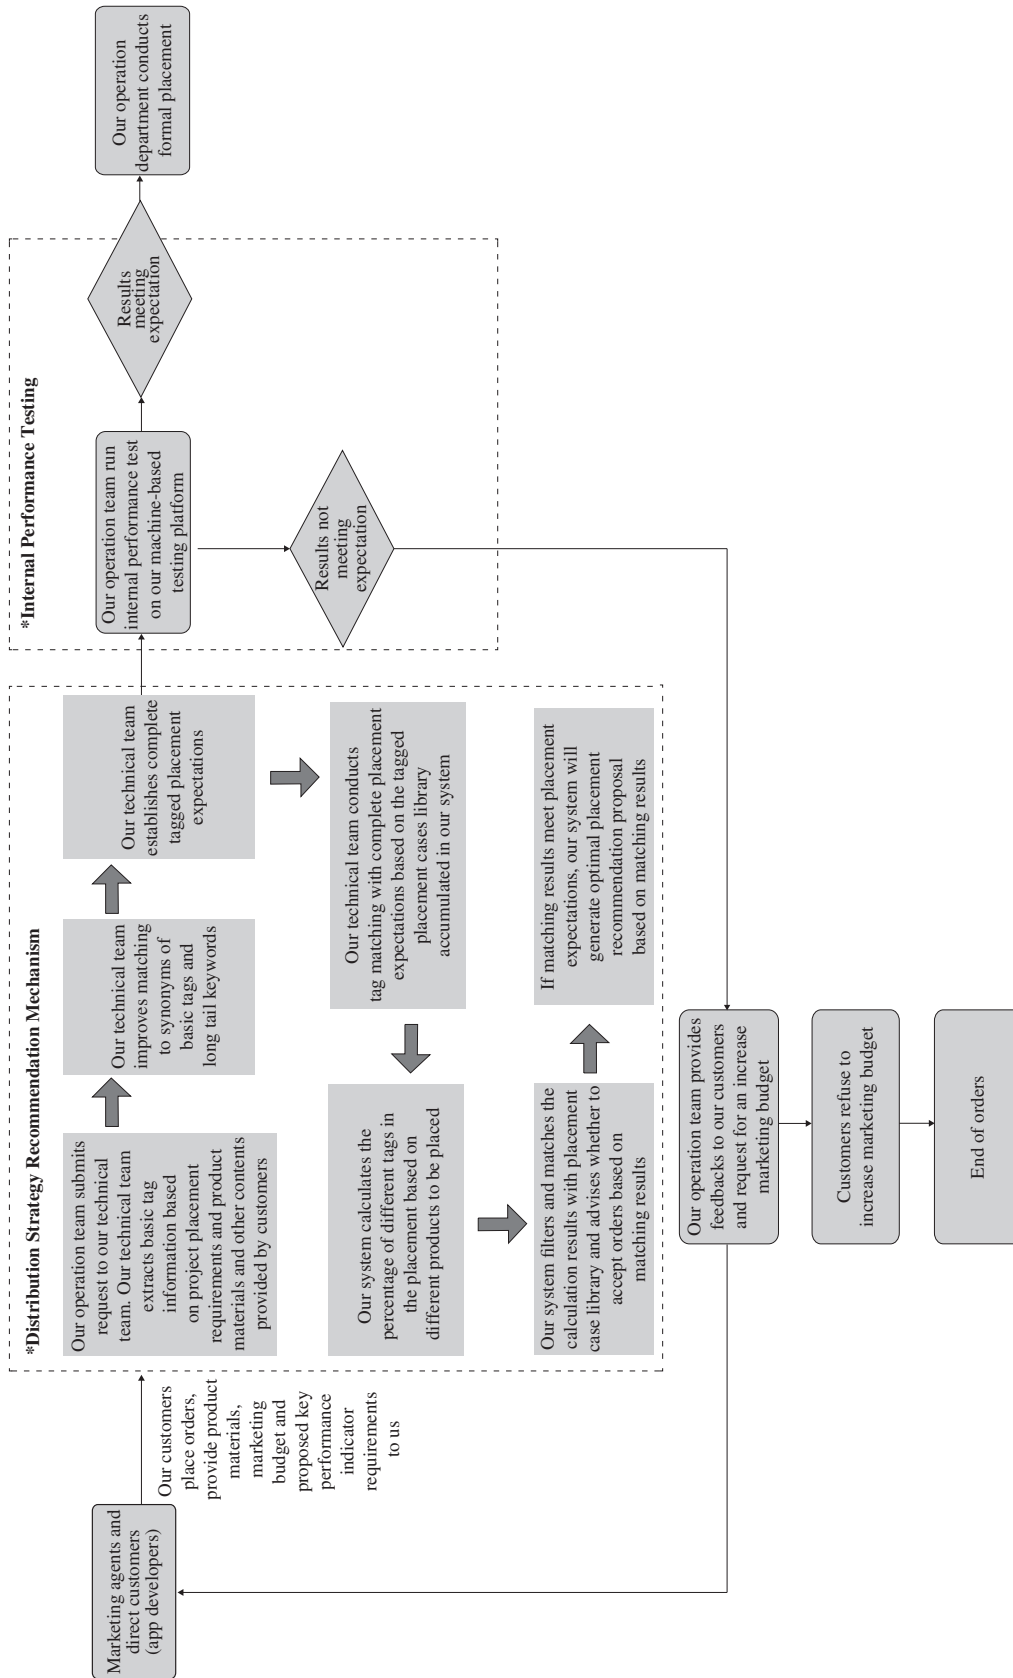 Marketing agents and
direct customers
(app developers)
Our customers
place orders,
provide product
materials,
marketing
budget and
proposed key
performance
indicator
requirements
to us
*Distribution Strategy Recommendation Mechanism
Our operation team submits
request to our technical
team. Our technical team
extracts basic tag
information based
on project placement
requirements and product
materials and other contents
provided by customers
Our technical team
improves matching
to synonyms of
basic tags and
long tail keywords
Our technical team
establishes complete
tagged placement
expectations
Our technical team conducts
tag matching with complete placement
expectations based on the tagged
placement cases library
accumulated in our system
Our system calculates the
percentage of different tags in
the placement based on
different products to be placed
Our system filters and matches the
calculation results with placement
case library and advises whether to
accept orders based on
matching results
If matching results meet placement
expectations, our system will
generate optimal placement
recommendation proposal
based on matching results
*Internal Performance Testing
Our operation team run
internal performance test
on our machine-based
testing platform
Results
meeting
expectation
Our operation
department conducts
formal placement
Results not
meeting
expectation
Our operation team provides
feedbacks to our customers
and request for an increase
marketing budget
Customers refuse to
increase marketing budget
End of orders